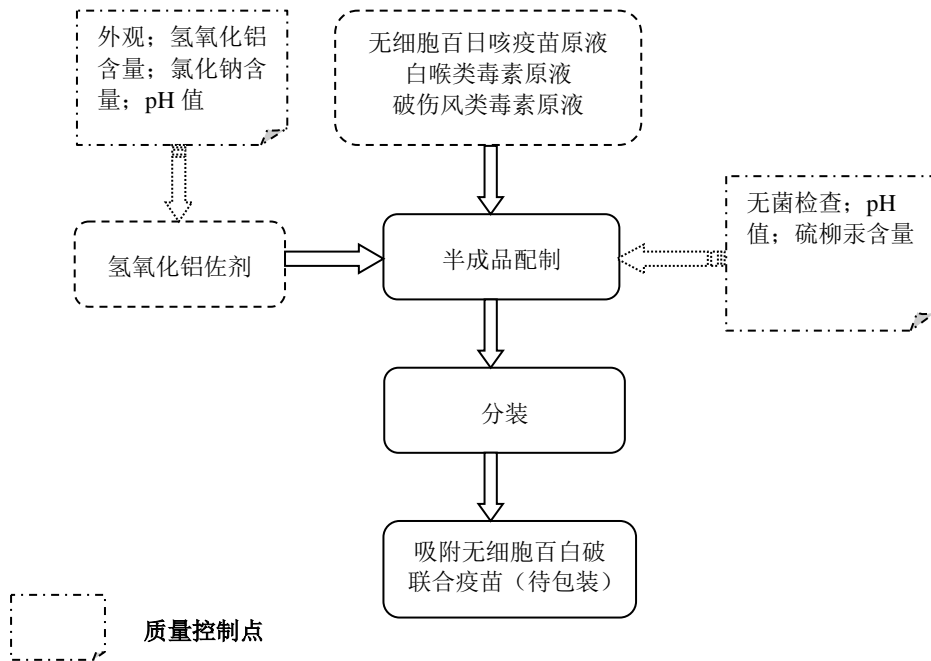 外观；氢氧化铝
含量；氯化钠含
量；pH 值
无细胞百日咳疫苗原液
白喉类毒素原液
破伤风类毒素原液
无菌检查；pH
值；硫柳汞含量
氢氧化铝佐剂
半成品配制
分装
吸附无细胞百白破
联合疫苗（待包装）
质量控制点